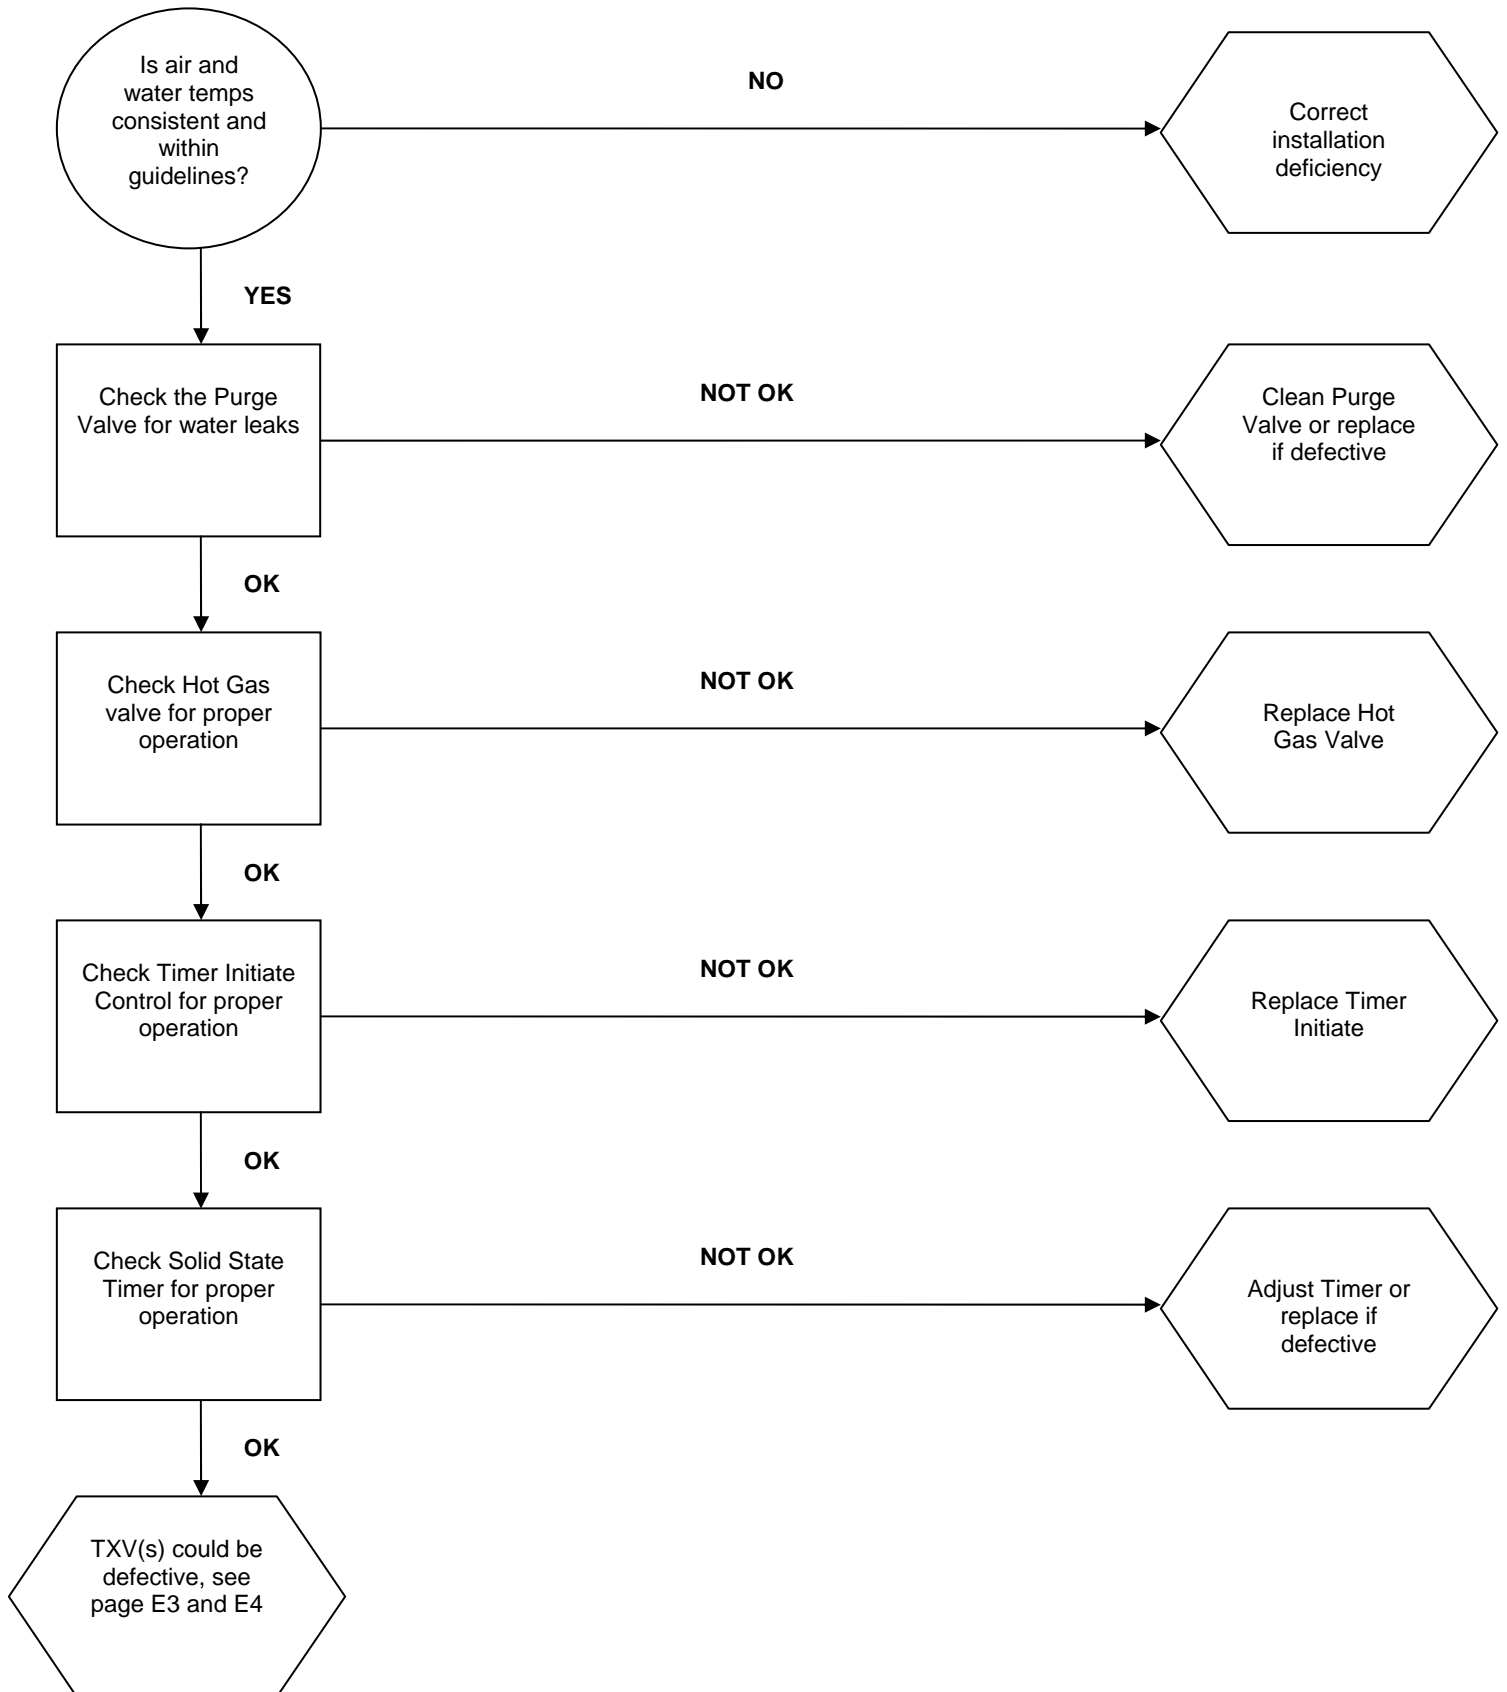 Is air and
water temps
consistent and
within
guidelines?
NO
Correct
installation
deficiency
YES
Check the Purge
Valve for water leaks
NOT OK
Clean Purge
Valve or replace
if defective
OK
Check Hot Gas
valve for proper
operation
NOT OK
Replace Hot
Gas Valve
OK
Check Timer Initiate
Control for proper
operation
NOT OK
Replace Timer
Initiate
OK
Check Solid State
Timer for proper
operation
NOT OK
Adjust Timer or
replace if
defective
OK
TXV(s) could be
defective, see
page E3 and E4